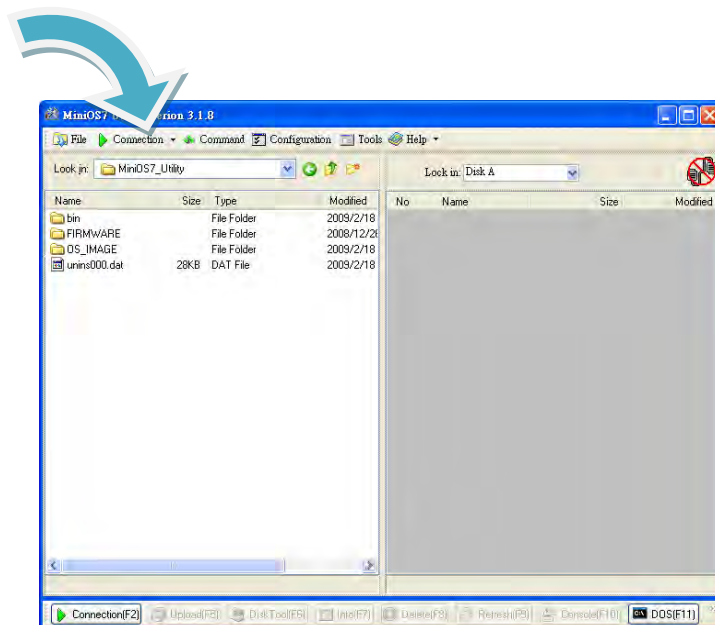 MiniOS7 rsion 3.1.8
File Connection Command Configuration Tools Help
Look in: MiniOS7_Utility
Lock in: Disk A
Name Size Type Modified
No Name Size Modified
bin File Folder 2009/2/18
FIRMWARE File Folder 2008/12/2
OS_IMAGE File Folder 2009/2/18
unins000.dat 28KB DAT File 2009/2/18
Connection(F2) Upload(F5) DiskTool(F6) Info(F7) Delete(F8) Refresh(F9) Console(F10) DOS(F11)